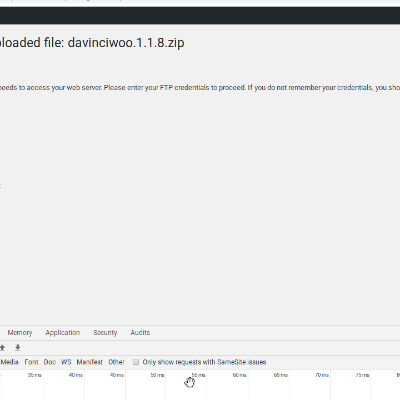 ploaded file: davinciwoo.1.1.8.zip
needs to access your web server. Please enter your FTP credentials to proceed. If you do not remember your credentials, you sho
Memory Application Security Audits
Media Font Doc WS Manifest Other Only show requests with SameSite issues
35 ms 40 ms 45 ms 50 ms 55 ms 60 ms 65 ms 70 ms 75 ms 8